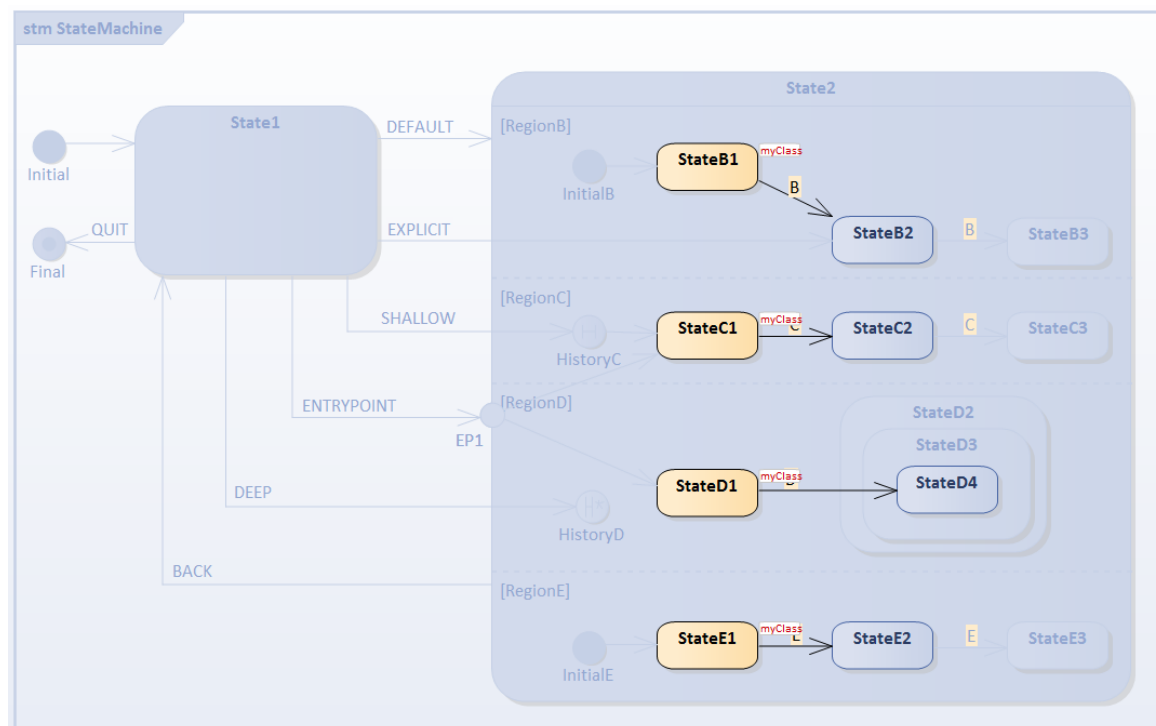 stm StateMachine
State2
State1
DEFAULT
[RegionB]
Initial
InitialB
StateB1
myClass
B
QUIT
Final
EXPLICIT
StateB2
B
StateB3
[RegionC]
SHALLOW
HistoryC
StateC1
myClass
C
StateC2
C
StateC3
ENTRYPOINT
EP1
[RegionD]
StateD2
StateD3
StateD4
StateD1
myClass
DEEP
HistoryD
BACK
[RegionE]
InitialE
StateE1
myClass
StateE2
E
StateE3